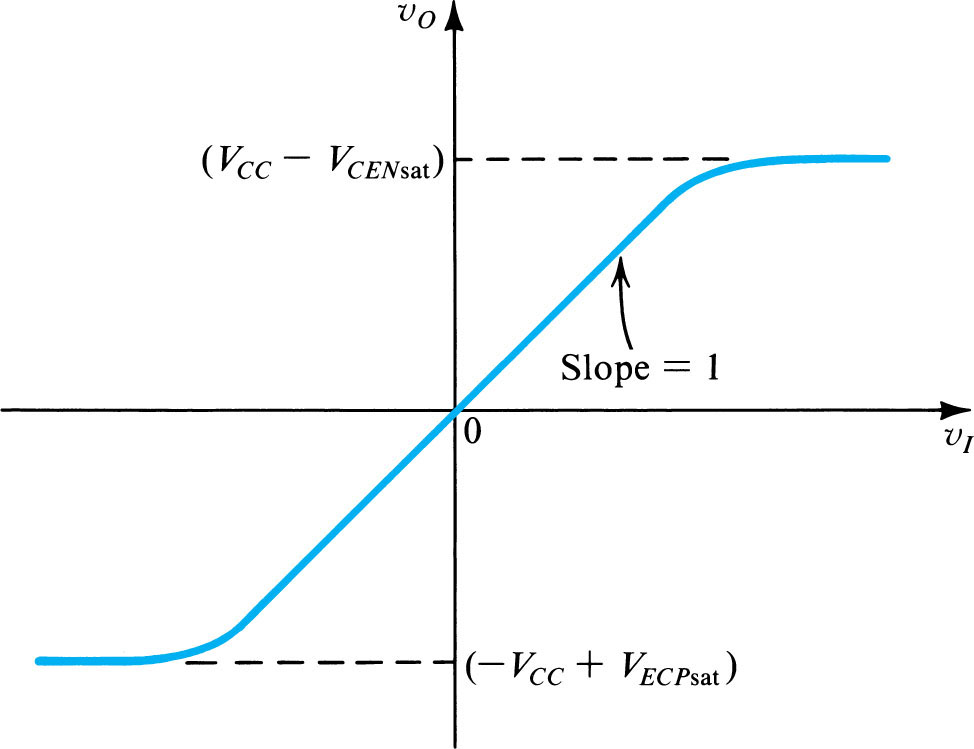 v_O
(V_CC − V_CENsat)
Slope = 1
0
v_I
(−V_CC + V_ECPsat)